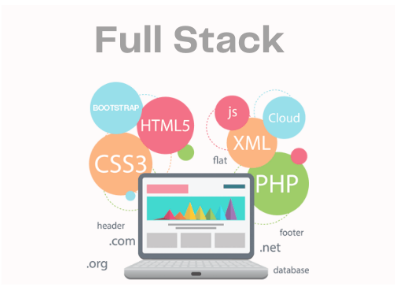 Full Stack
BOOTSTRAP
HTML5
CSS3
js
Cloud
XML
flat
PHP
header
.com
.org
footer
.net
database